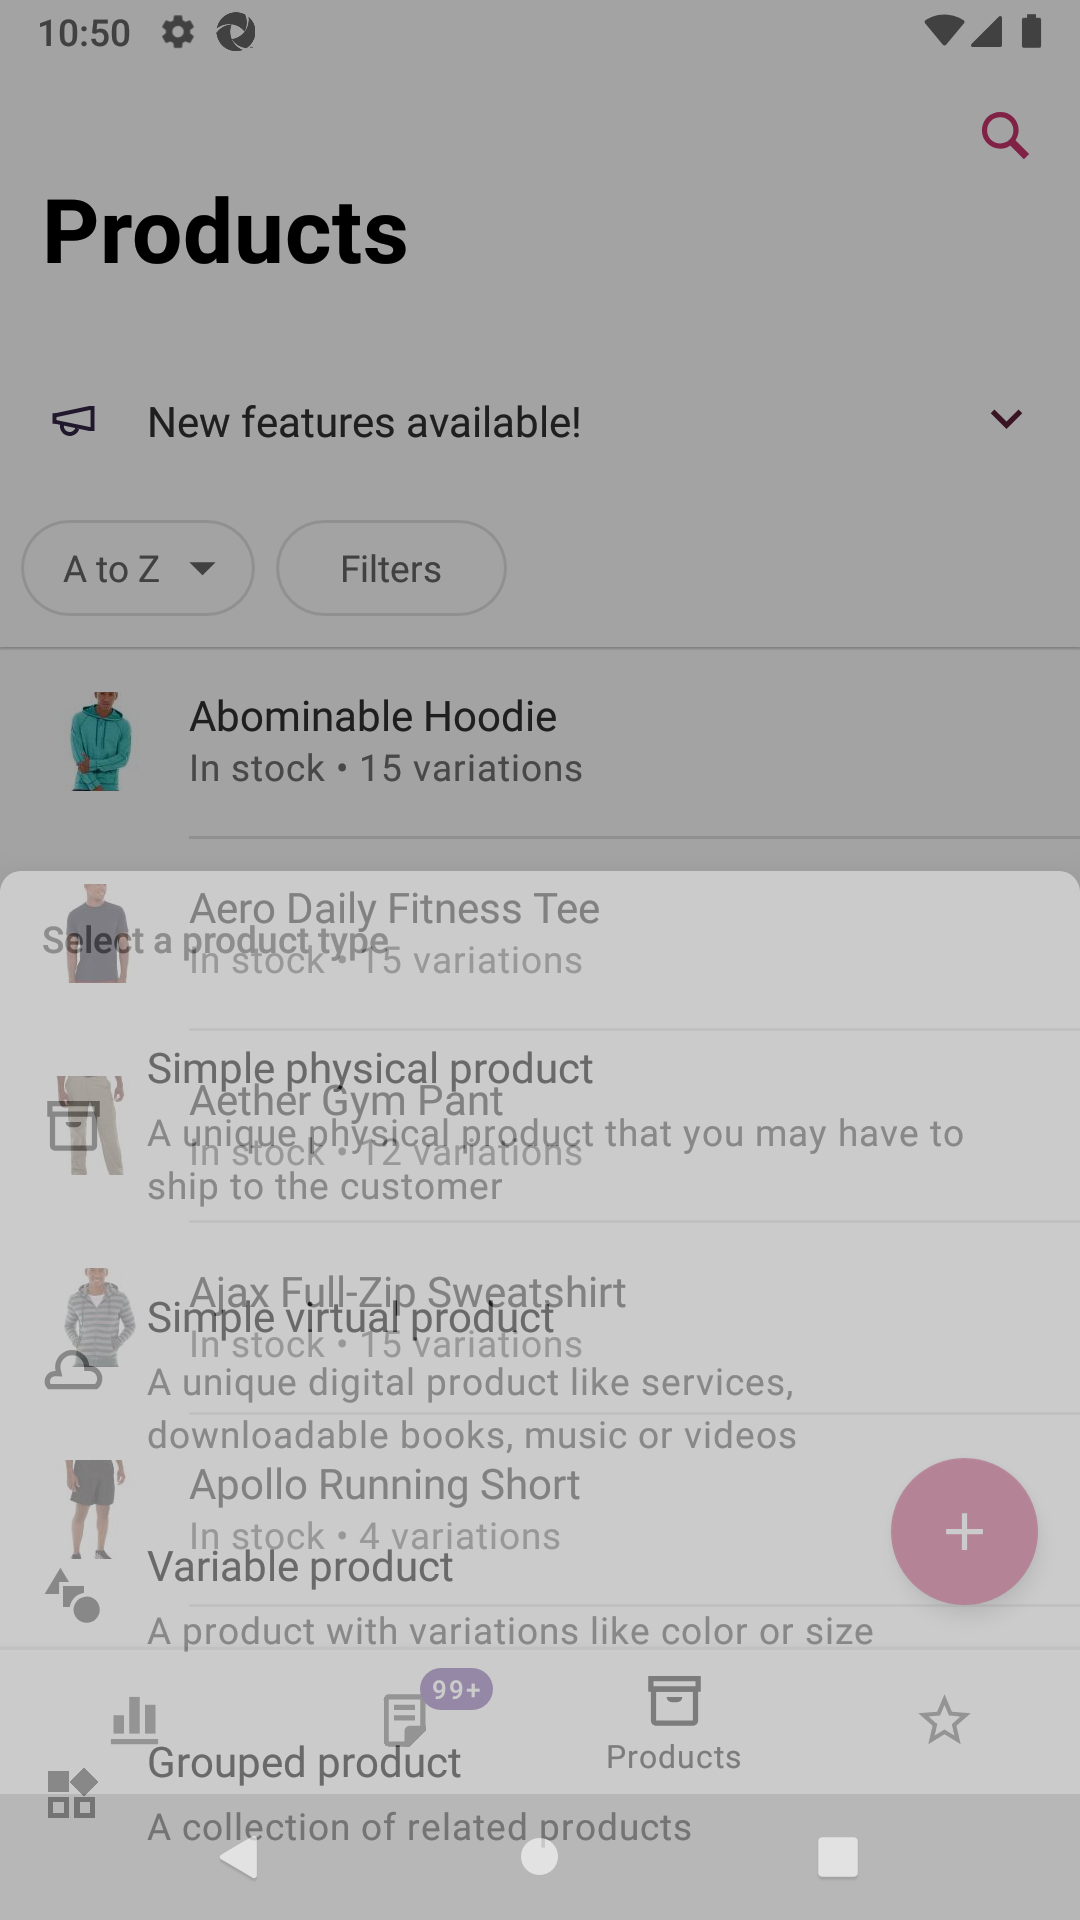 10:50
Products
New features available!
A to Z
Filters
Abominable Hoodie
In stock • 15 variations
Aero Daily Fitness Tee
Select a product type
In stock • 15 variations
Simple physical product
Aether Gym Pant
A unique physical product that you may have to
In stock • 12 variations
ship to the customer
Ajax Full-Zip Sweatshirt
Simple virtual product
In stock • 15 variations
A unique digital product like services,
downloadable books, music or videos
Apollo Running Short
In stock • 4 variations
Variable product
A product with variations like color or size
99+
Products
Grouped product
A collection of related products